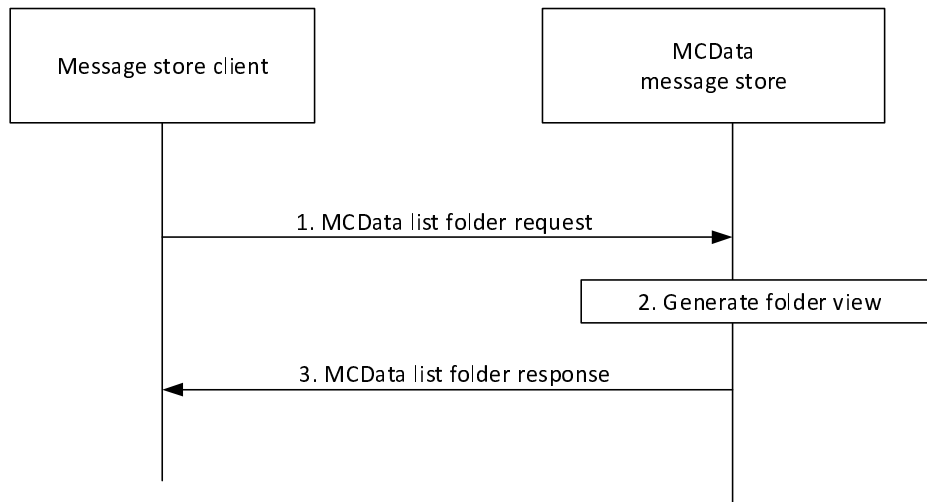 Message store client
MCData
message store
1. MCData list folder request
2. Generate folder view
3. MCData list folder response